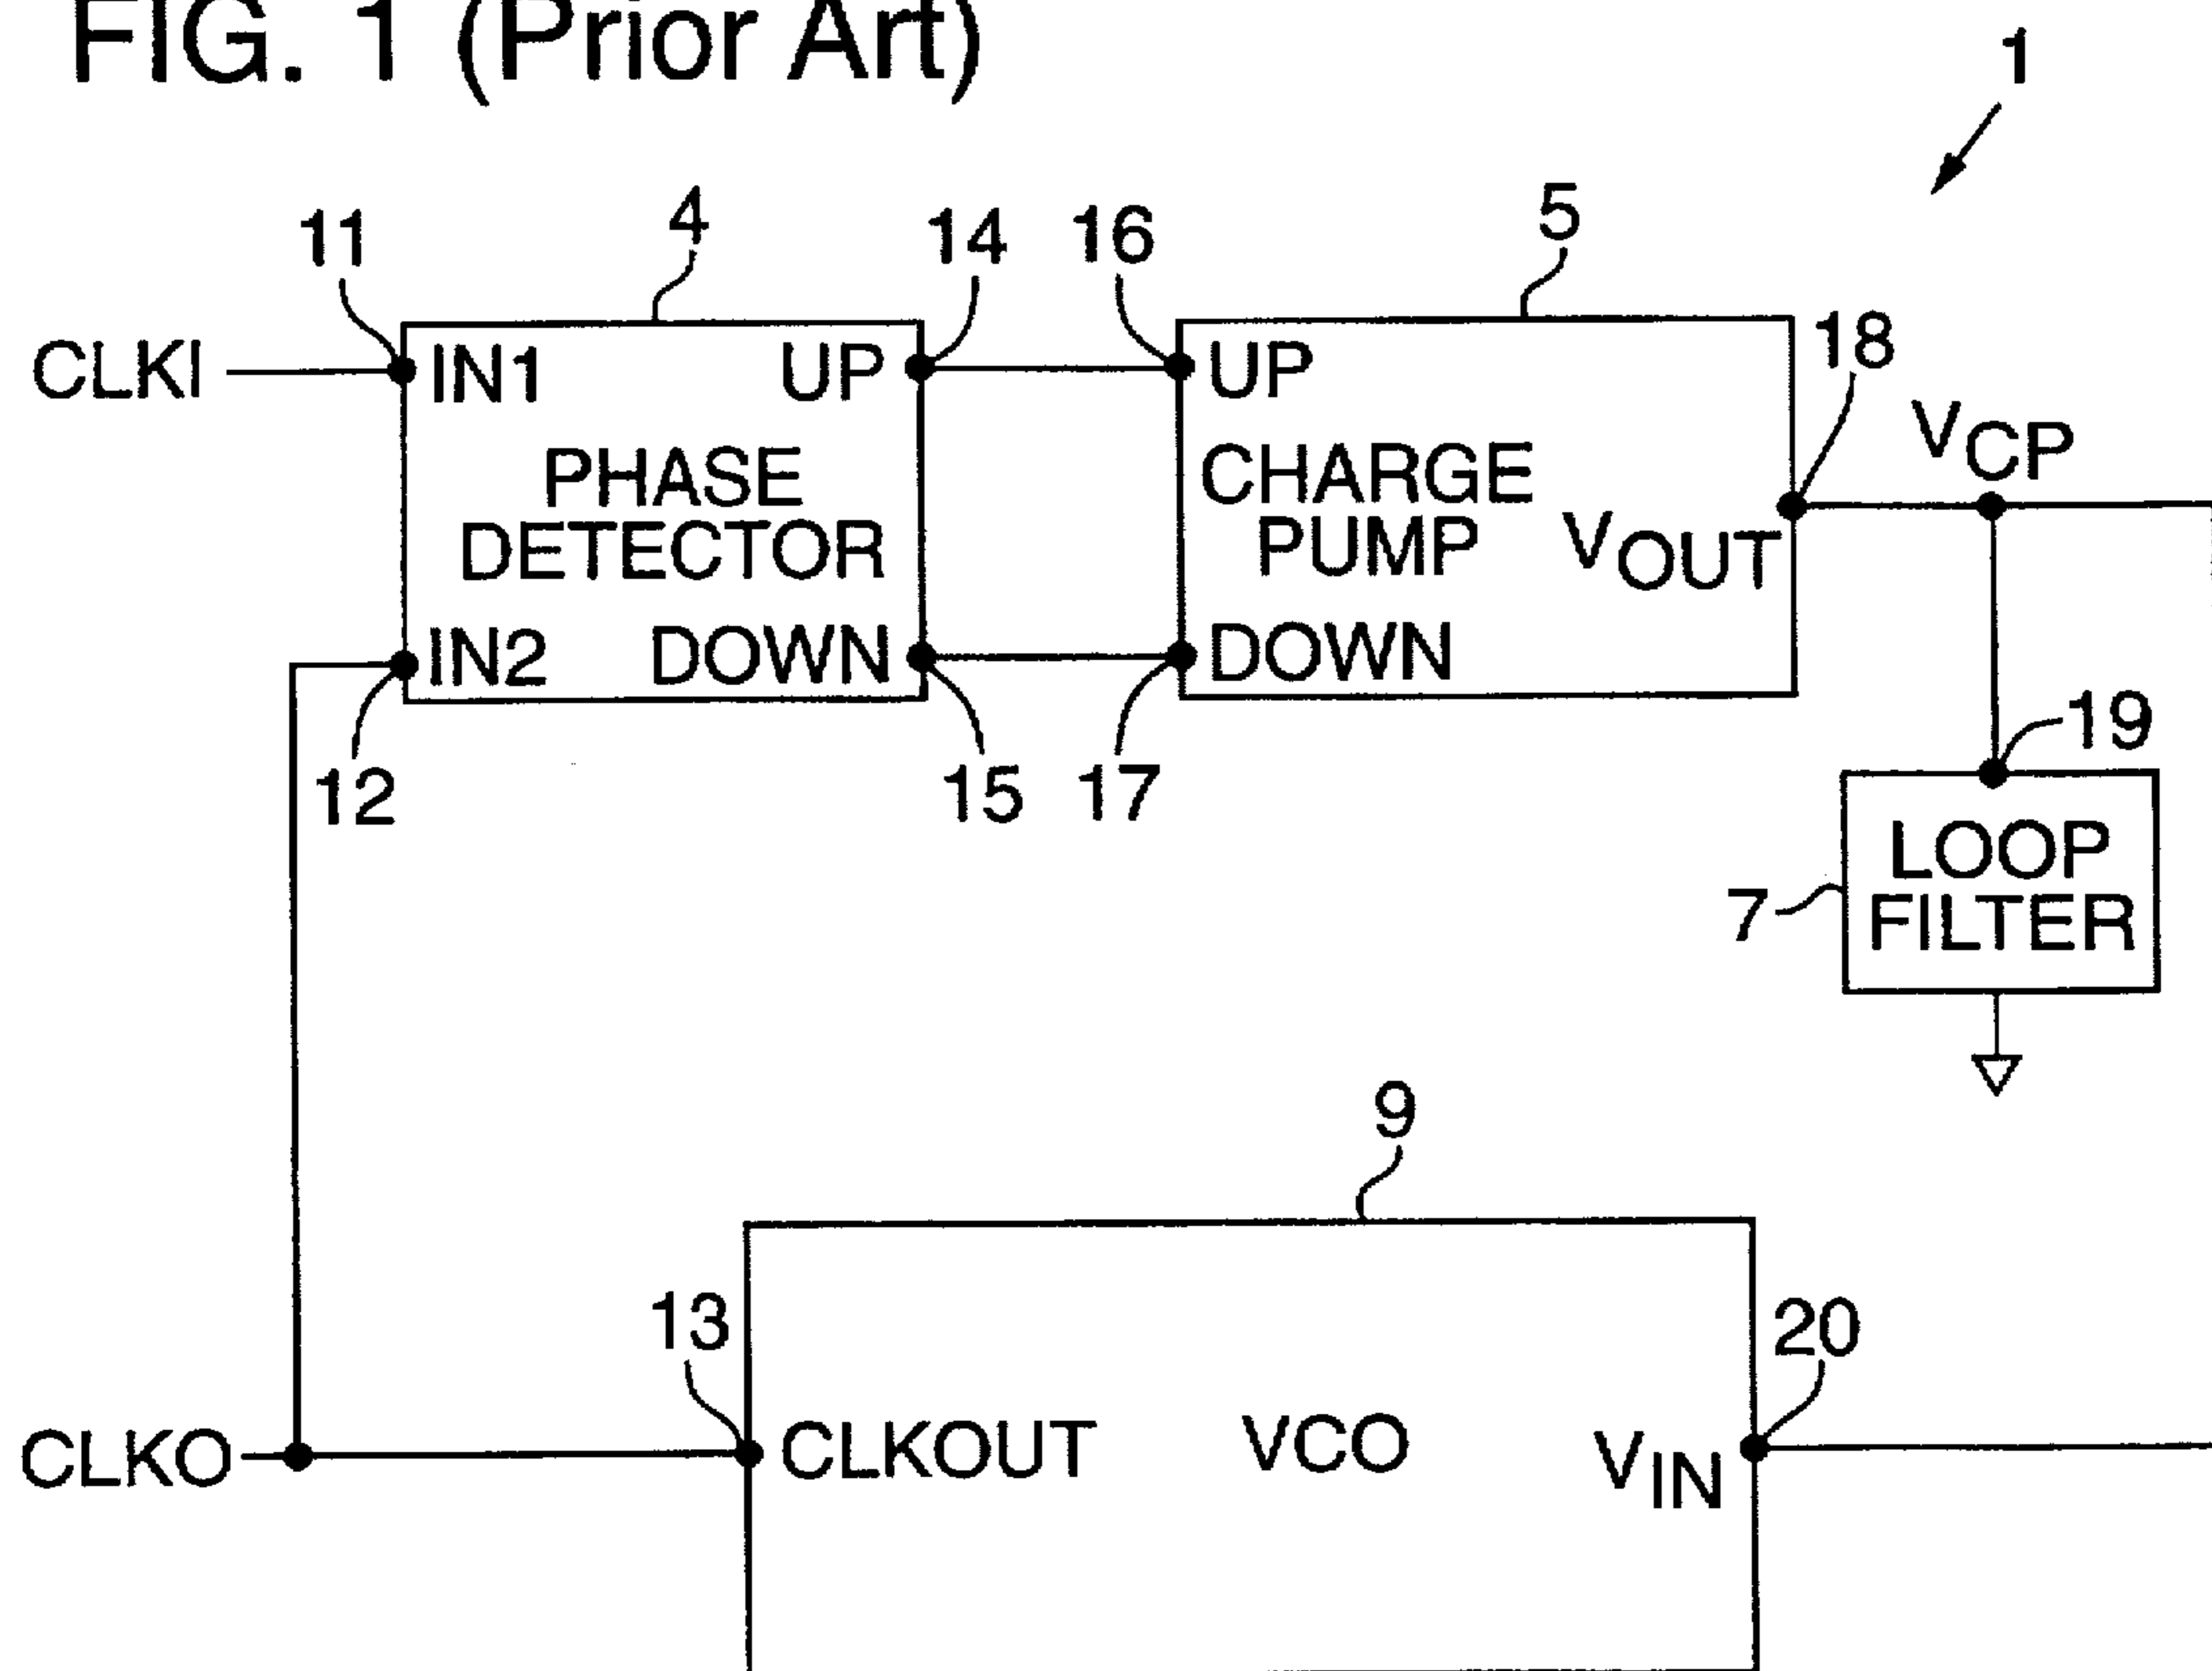 FIG. 1 (Prior Art)
1
11
4
14
16
5
18
CLKI
IN1
UP
UP
VCP
PHASE
DETECTOR
CHARGE
PUMP
VOUT
IN2
DOWN
DOWN
12
15
17
19
LOOP
FILTER
7
9
13
20
CLKO
CLKOUT
VCO
VIN